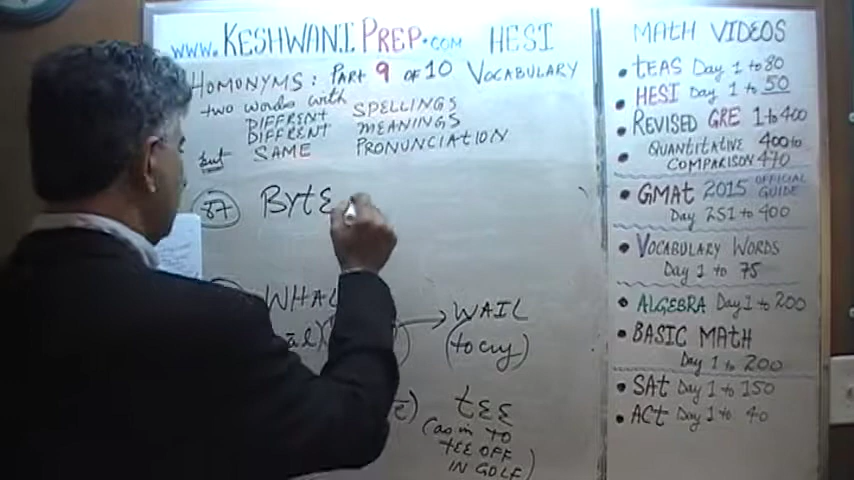 www.KESHWANI PREP.COM HESI
HOMONYMS: PART 9 OF 10 VOCABULARY
two words with
DIFFRENT SPELLINGS
DIFFRENT MEANINGS
but SAME PRONUNCIATION
87 BYTE
WHAL
āl) → WAIL
(to cry)
ē) tEE
(as in TO
tEE OFF
IN GOLF)
MATH VIDEOS
• tEAS Day 1 to 80
• HESI Day 1 to 50
• REVISED GRE 1 to 400
• QUANTITATIVE 400 to
COMPARISON 470
• GMAt 2015 OFFICIAL GUIDE
Day 251 to 400
• VOCABULARY WORDS
Day 1 to 75
• ALGEBRA Day 1 to 200
• BASIC MATH
Day 1 to 200
• SAt Day 1 to 150
• ACt Day 1 to 40